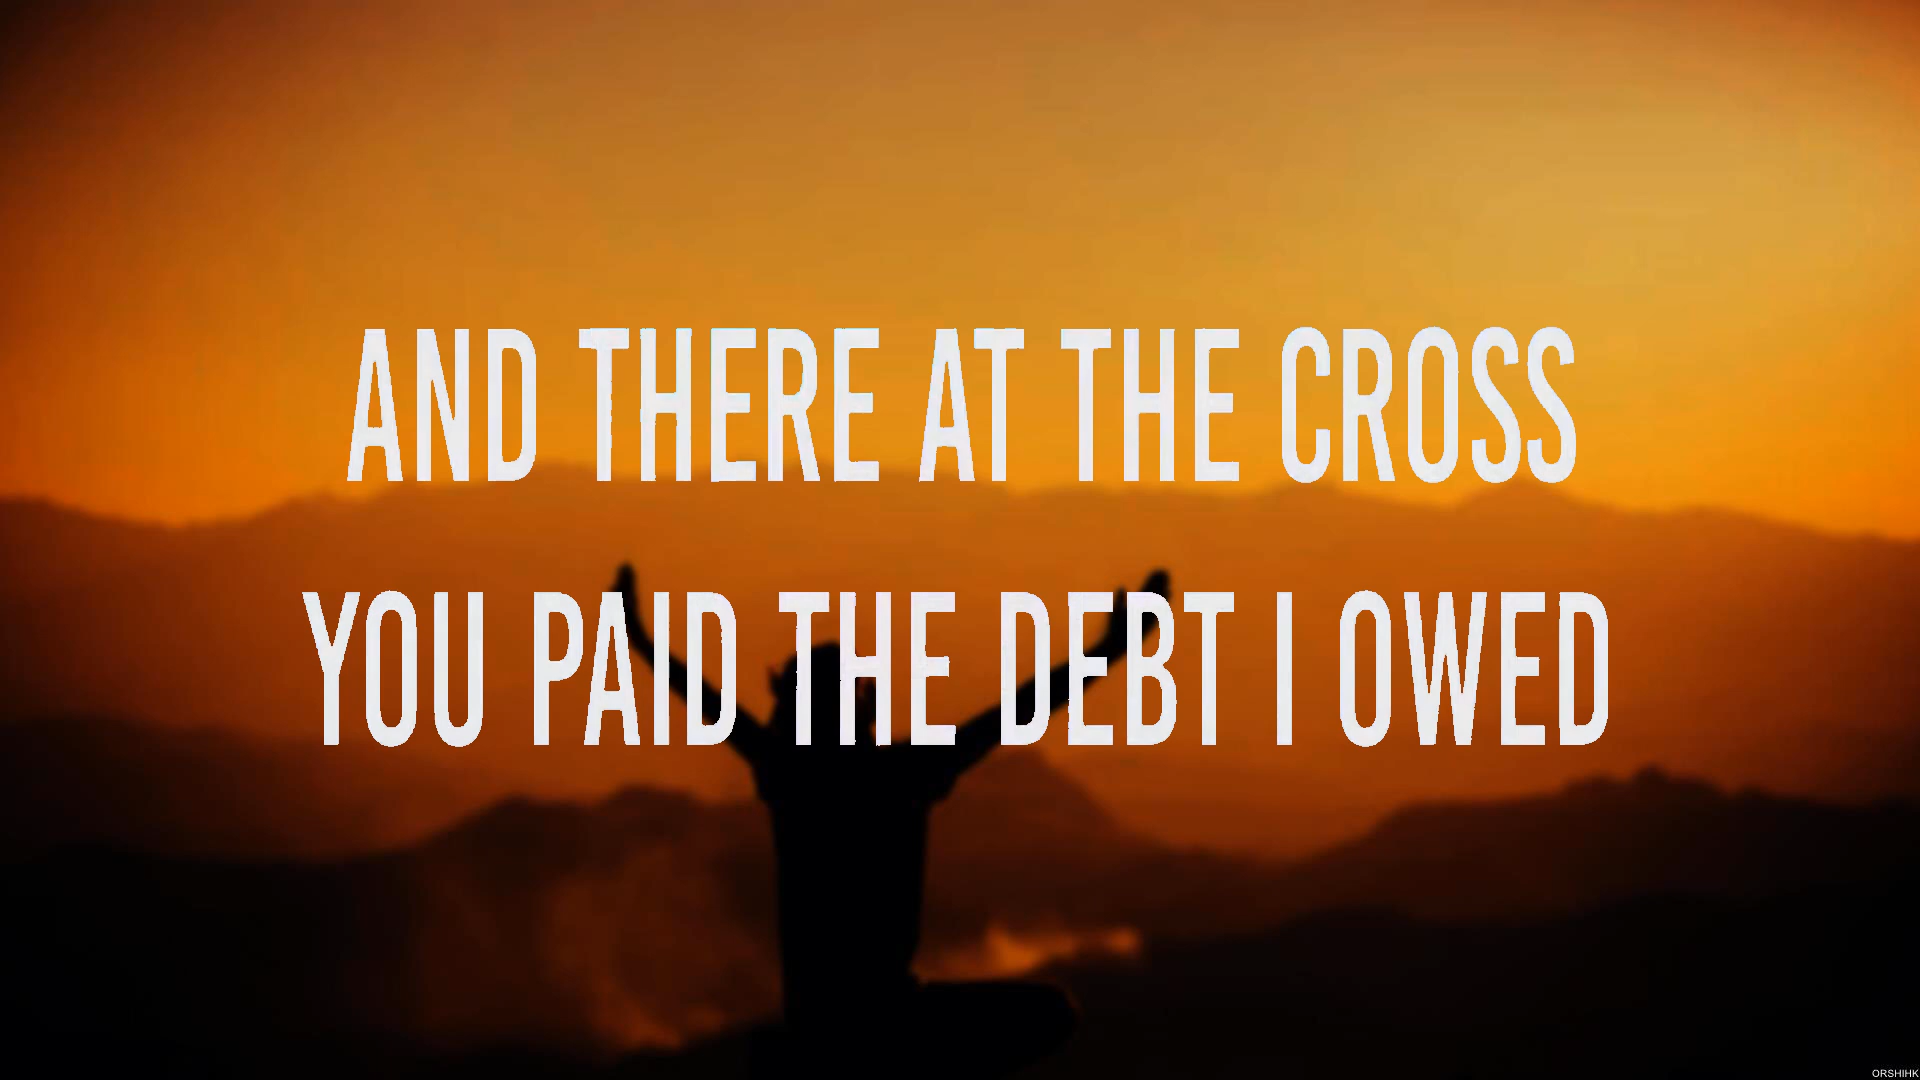 AND THERE AT THE CROSS
YOU PAID THE DEBT I OWED
ORSHIHK